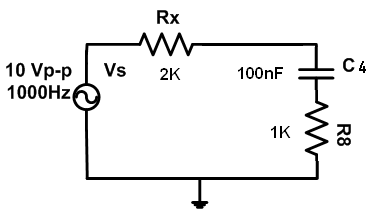 Rx
10 Vp-p Vs
1000Hz
2K
100nF C4
1K R8